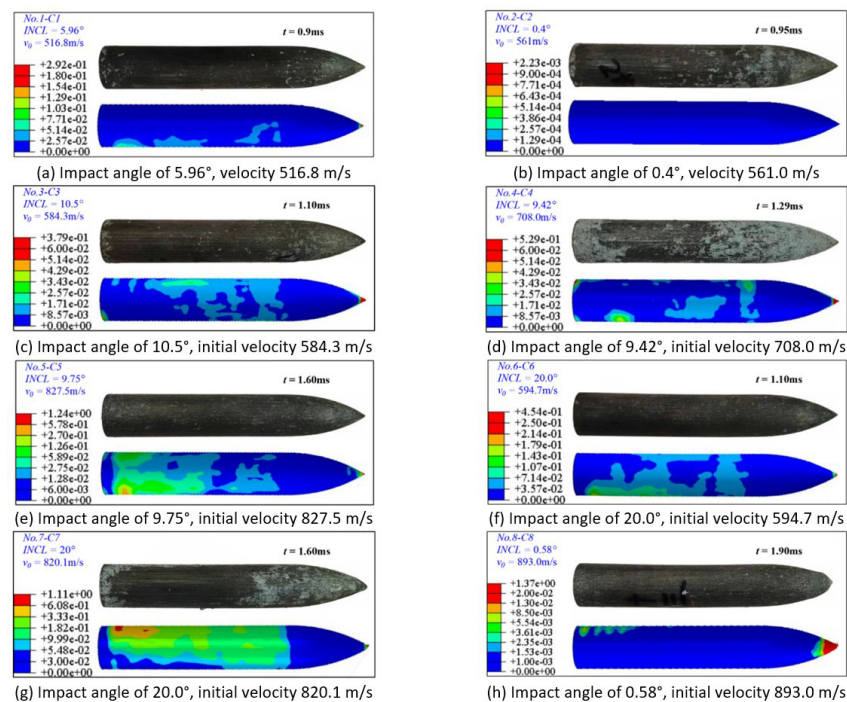 No.1-C1
INCL = 5.96°
v0 = 516.8m/s
t = 0.9ms
+2.92e-01
+1.80e-01
+1.54e-01
+1.29e-01
+1.03e-01
+7.71e-02
+5.14e-02
+2.57e-02
+0.00e+00
(a) Impact angle of 5.96°, velocity 516.8 m/s
No.2-C2
INCL = 0.4°
v0 = 561m/s
t = 0.95ms
+2.23e-03
+9.00e-04
+7.71e-04
+6.43e-04
+5.14e-04
+3.86e-04
+2.57e-04
+1.29e-04
+0.00e+00
(b) Impact angle of 0.4°, velocity 561.0 m/s
No.3-C3
INCL = 10.5°
v0 = 584.3m/s
t = 1.10ms
+3.79e-01
+6.00e-02
+5.14e-02
+4.29e-02
+3.43e-02
+2.57e-02
+1.71e-02
+8.57e-03
+0.00e+00
(c) Impact angle of 10.5°, initial velocity 584.3 m/s
No.4-C4
INCL = 9.42°
v0 = 708.0m/s
t = 1.29ms
+5.29e-01
+6.00e-02
+5.14e-02
+4.29e-02
+3.43e-02
+2.57e-02
+1.71e-02
+8.57e-03
+0.00e+00
(d) Impact angle of 9.42°, initial velocity 708.0 m/s
No.5-C5
INCL = 9.75°
v0 = 827.5m/s
t = 1.60ms
+1.24e+00
+5.78e-01
+2.70e-01
+1.26e-01
+5.89e-02
+2.75e-02
+1.28e-02
+6.00e-03
+0.00e+00
(e) Impact angle of 9.75°, initial velocity 827.5 m/s
No.6-C6
INCL = 20.0°
v0 = 594.7m/s
t = 1.10ms
+4.54e-01
+2.50e-01
+2.14e-01
+1.79e-01
+1.43e-01
+1.07e-01
+7.14e-02
+3.57e-02
+0.00e+00
(f) Impact angle of 20.0°, initial velocity 594.7 m/s
No.7-C7
INCL = 20°
v0 = 820.1m/s
t = 1.60ms
+1.11e+00
+6.08e-01
+3.33e-01
+1.82e-01
+9.99e-02
+5.48e-02
+3.00e-02
+0.00e+00
(g) Impact angle of 20.0°, initial velocity 820.1 m/s
No.8-C8
INCL = 0.58°
v0 = 893.0m/s
t = 1.90ms
+1.37e+00
+2.00e-02
+1.30e-02
+8.50e-03
+5.54e-03
+3.61e-03
+2.35e-03
+1.53e-03
+1.00e-03
+0.00e+00
(h) Impact angle of 0.58°, initial velocity 893.0 m/s